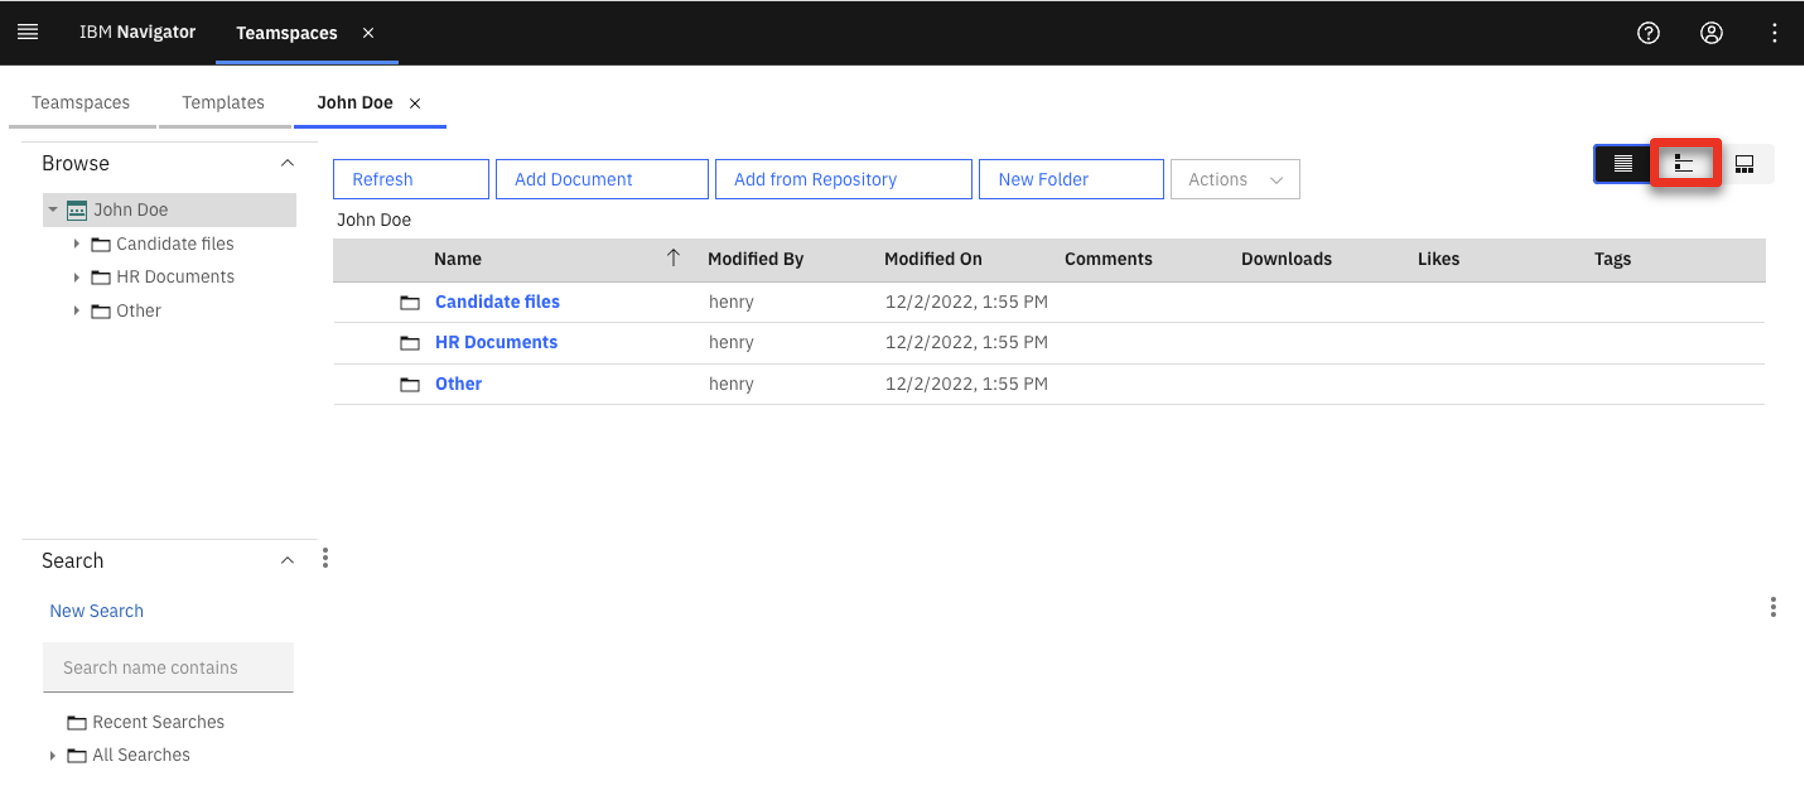 IBM Navigator Teamspaces
Teamspaces Templates John Doe
Browse
John Doe
Candidate files
HR Documents
Other
Refresh Add Document Add from Repository New Folder Actions
John Doe
Name Modified By Modified On Comments Downloads Likes Tags
Candidate files henry 12/2/2022, 1:55 PM
HR Documents henry 12/2/2022, 1:55 PM
Other henry 12/2/2022, 1:55 PM
Search
New Search
Search name contains
Recent Searches
All Searches